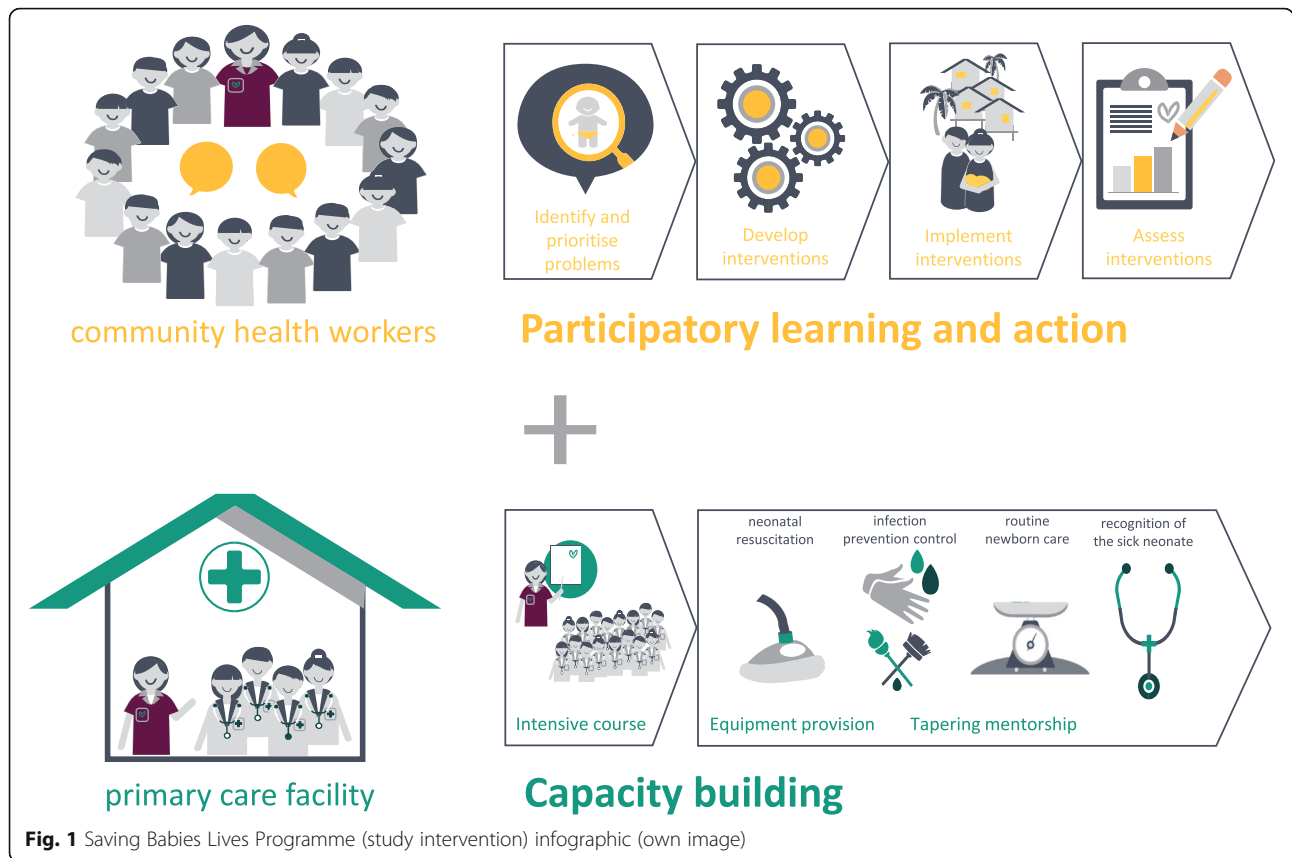 Identify and
prioritise
problems
Develop
interventions
Implement
interventions
Assess
interventions
community health workers
Participatory learning and action
neonatal
resuscitation
infection
prevention control
routine
newborn care
recognition of
the sick neonate
Intensive course
Equipment provision
Tapering mentorship
primary care facility
Capacity building
Fig. 1 Saving Babies Lives Programme (study intervention) infographic (own image)